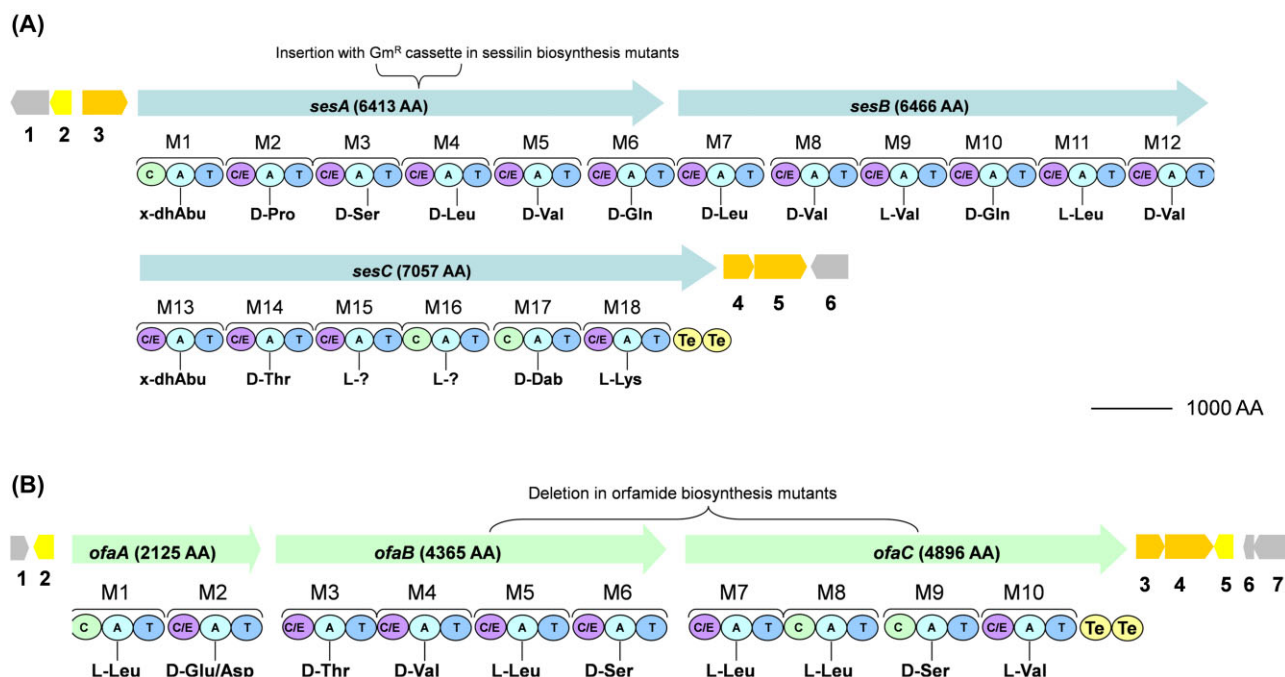 (A)
Insertion with Gmᴿ cassette in sessilin biosynthesis mutants
sesA (6413 AA) sesB (6466 AA)
1 2 3
M1 M2 M3 M4 M5 M6 M7 M8 M9 M10 M11 M12
C A T C/E A T C/E A T C/E A T C/E A T C/E A T C/E A T C/E A T C/E A T C/E A T C/E A T C/E A T
x-dhAbu D-Pro D-Ser D-Leu D-Val D-Gln D-Leu D-Val L-Val D-Gln L-Leu D-Val
sesC (7057 AA)
4 5 6
M13 M14 M15 M16 M17 M18
C/E A T C/E A T C/E A T C A T C A T C/E A T Te Te
x-dhAbu D-Thr L-? L-? D-Dab L-Lys
1000 AA
(B)
Deletion in orfamide biosynthesis mutants
ofaA (2125 AA) ofaB (4365 AA) ofaC (4896 AA)
1 2 3 4 5 6 7
M1 M2 M3 M4 M5 M6 M7 M8 M9 M10
C A T C/E A T C/E A T C/E A T C/E A T C/E A T C/E A T C A T C A T C/E A T Te Te
L-Leu D-Glu/Asp D-Thr D-Val L-Leu D-Ser L-Leu L-Leu D-Ser L-Val